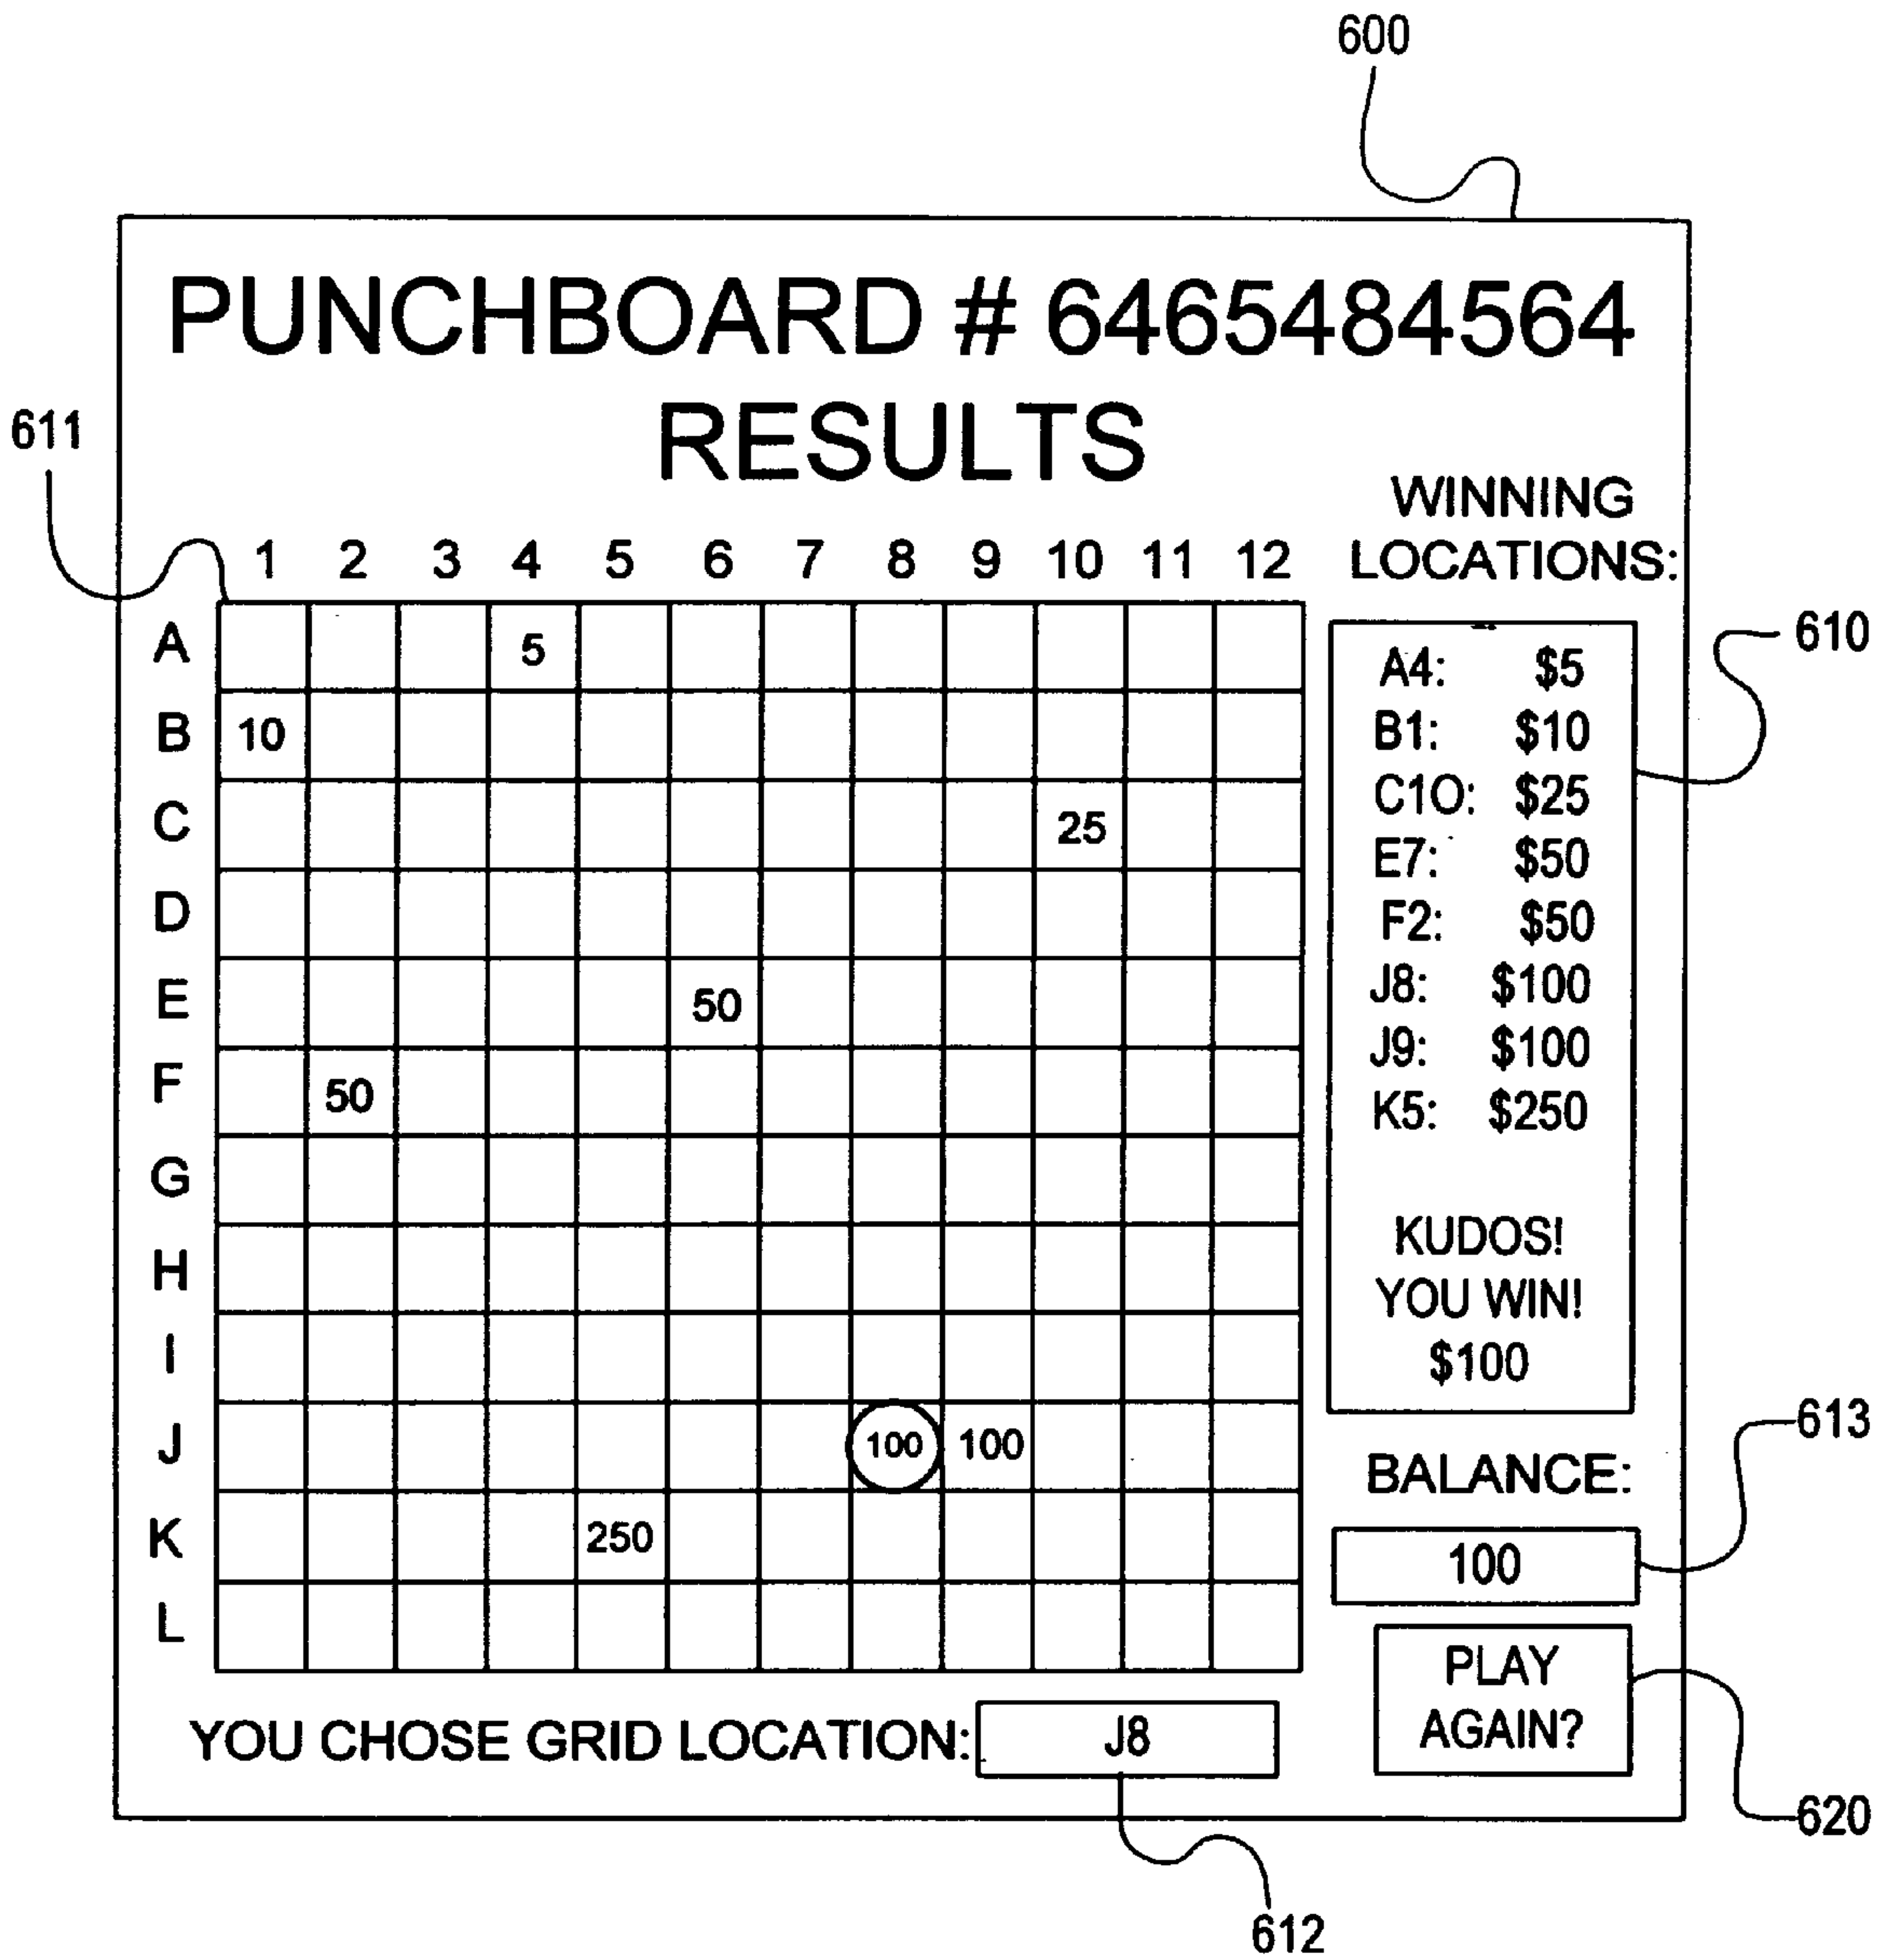 600
PUNCHBOARD # 6465484564
RESULTS
611
WINNING
LOCATIONS:
1 2 3 4 5 6 7 8 9 10 11 12
A 5
B 10
C 25
D
E 50
F 50
G
H
I
J 100 100
K 250
L
610
A4: $5
B1: $10
C1O: $25
E7: $50
F2: $50
J8: $100
J9: $100
K5: $250
KUDOS!
YOU WIN!
$100
613
BALANCE:
100
PLAY
AGAIN?
620
YOU CHOSE GRID LOCATION: J8
612